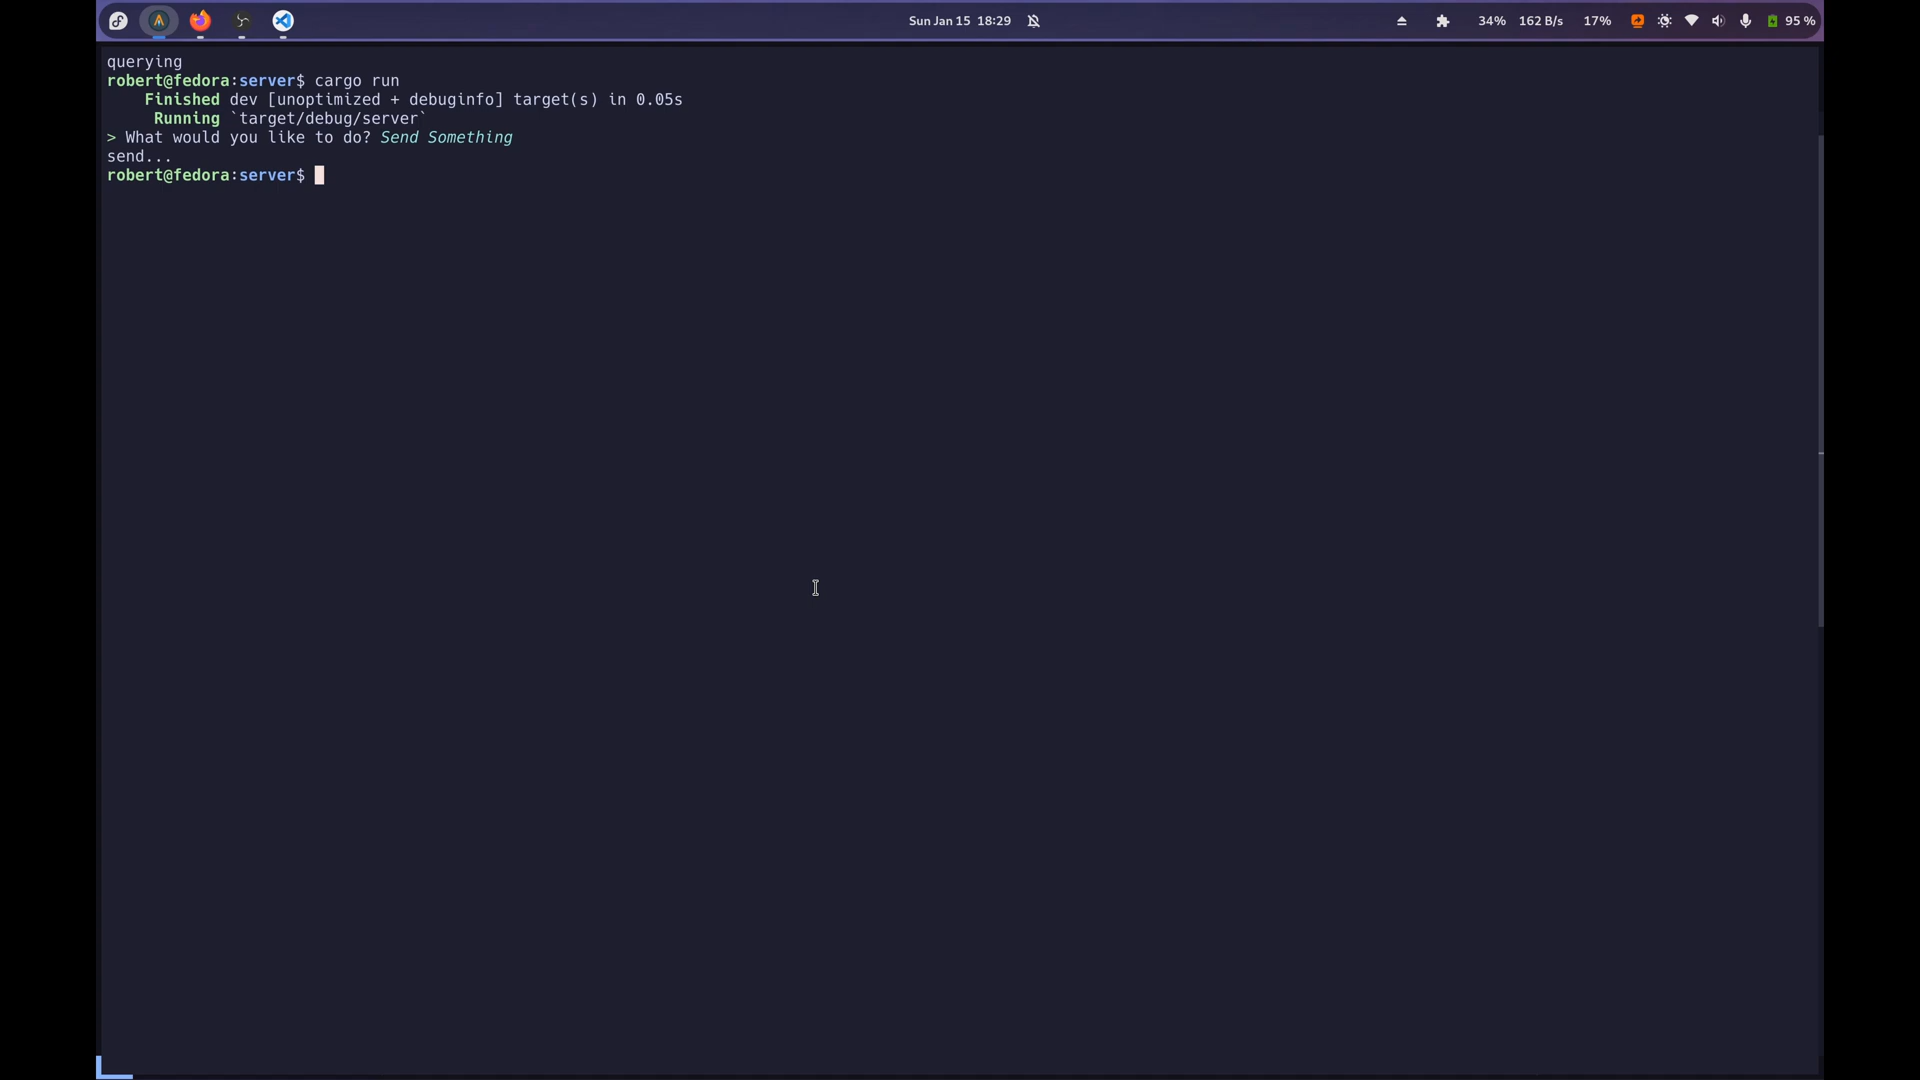 Sun Jan 15 18:29
34% 162 B/s 17% 95 %
querying
robert@fedora:server$ cargo run
    Finished dev [unoptimized + debuginfo] target(s) in 0.05s
     Running `target/debug/server`
> What would you like to do? Send Something
send...
robert@fedora:server$